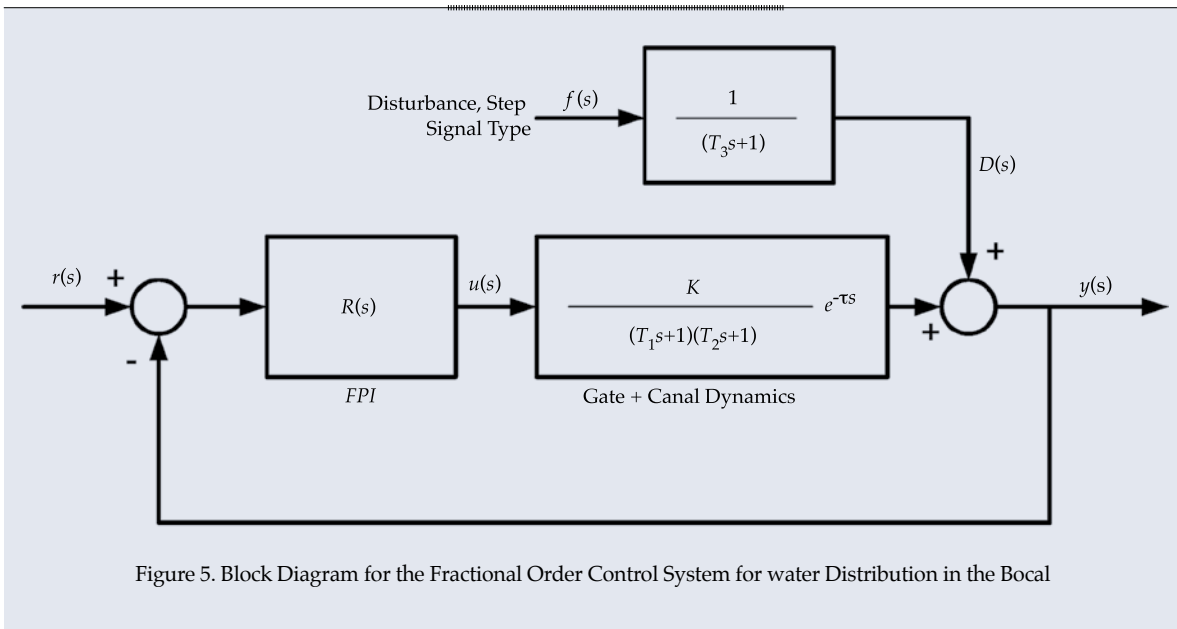 Disturbance, Step
Signal Type
f(s)
1
(T₃s+1)
D(s)
+
r(s)
+
-
R(s)
FPI
u(s)
K
(T₁s+1)(T₂s+1)
e⁻τs
Gate + Canal Dynamics
+
y(s)
Figure 5. Block Diagram for the Fractional Order Control System for water Distribution in the Bocal